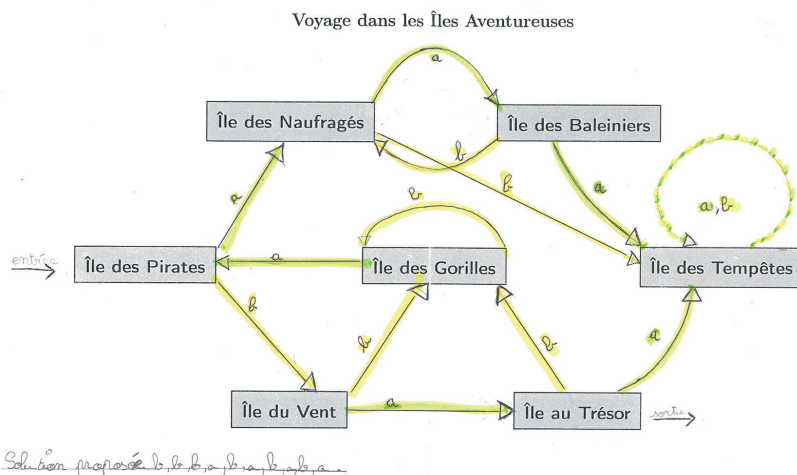 Voyage dans les Îles Aventureuses
a
Île des Naufragés
Île des Baleiniers
b
b
a
a
b
a,b
entrée
Île des Pirates
a
Île des Gorilles
Île des Tempêtes
b
b
b
a
Île du Vent
a
Île au Trésor
sortie
Solution proposée b, b, b, a, b, a, b, a, b, a.